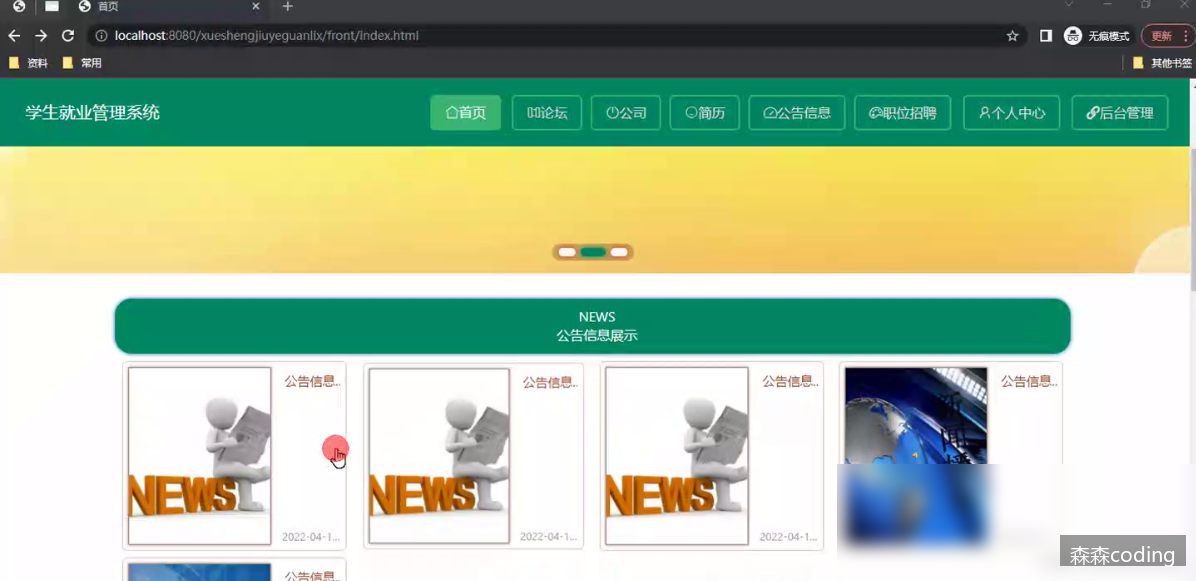 首页
localhost:8080/xueshengjiuyeguanlix/front/index.html
无痕模式
更新
资料
常用
其他书签
学生就业管理系统
首页
论坛
公司
简历
公告信息
职位招聘
个人中心
后台管理
NEWS
公告信息展示
公告信息..
公告信息..
公告信息..
公告信息..
NEWS
NEWS
NEWS
新闻
2022-04-1...
2022-04-1...
2022-04-1...
公告信息..
森森coding